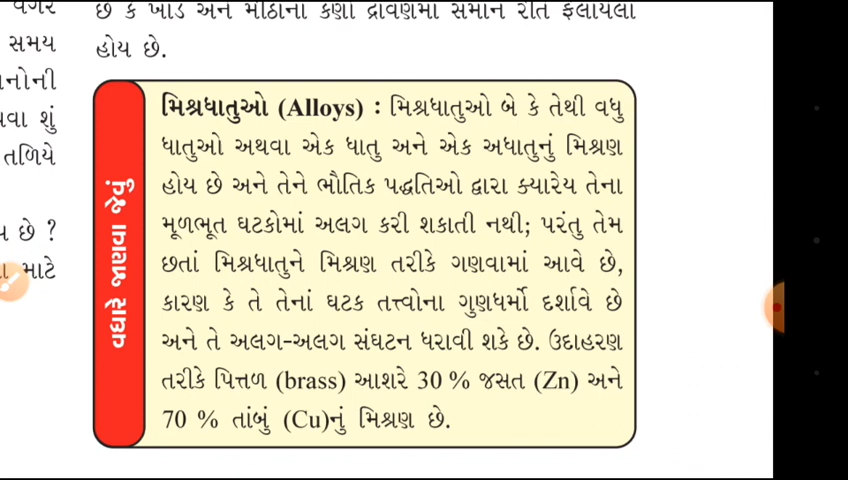 વગર
સમય
નોની
વવા શું
તળિયે
ય છે ?
માટે
છે કે ખાંડ અને મીઠાના કણો દ્રાવણમાં સમાન રીતે ફેલાયેલા
હોય છે.
વધારે જાણવા જેવું
મિશ્રધાતુઓ (Alloys) : મિશ્રધાતુઓ બે કે તેથી વધુ
ધાતુઓ અથવા એક ધાતુ અને એક અધાતુનું મિશ્રણ
હોય છે અને તેને ભૌતિક પદ્ધતિઓ દ્વારા ક્યારેય તેના
મૂળભૂત ઘટકોમાં અલગ કરી શકાતી નથી; પરંતુ તેમ
છતાં મિશ્રધાતુને મિશ્રણ તરીકે ગણવામાં આવે છે,
કારણ કે તે તેનાં ઘટક તત્ત્વોના ગુણધર્મો દર્શાવે છે
અને તે અલગ-અલગ સંઘટન ધરાવી શકે છે. ઉદાહરણ
તરીકે પિત્તળ (brass) આશરે 30 % જસત (Zn) અને
70 % તાંબું (Cu)નું મિશ્રણ છે.